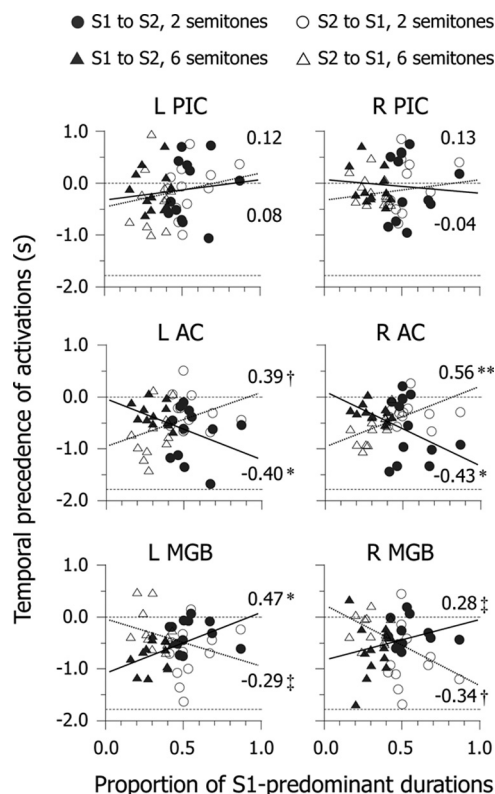 ● S1 to S2, 2 semitones ○ S2 to S1, 2 semitones
▲ S1 to S2, 6 semitones △ S2 to S1, 6 semitones
L PIC R PIC
1.0
0.12 0.13
0.0
0.08 -0.04
-1.0
-2.0
L AC R AC
1.0
0.39 † 0.56 **
0.0
-1.0
-0.40 * -0.43 *
-2.0
L MGB R MGB
1.0
0.47 * 0.28 ‡
0.0
-1.0
-0.29 ‡ -0.34 †
-2.0
0.0 0.5 1.0 0.0 0.5 1.0
Temporal precedence of activations (s)
Proportion of S1-predominant durations